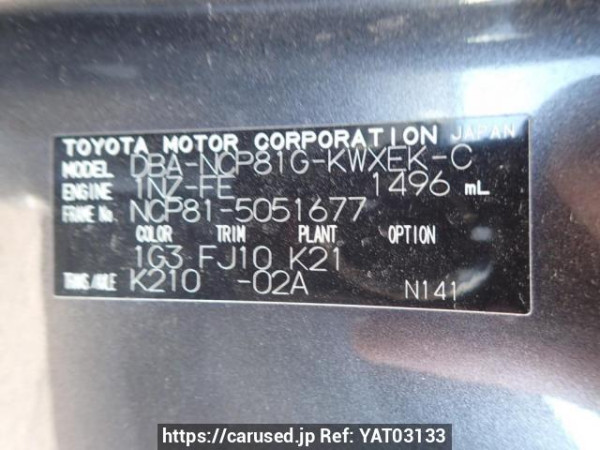 TOYOTA MOTOR CORPORATION JAPAN
MODEL DBA-NCP81G-KWXEK-C
ENGINE 1NZ-FE 1496 mL
FRAME No. NCP81-5051677
COLOR TRIM PLANT OPTION
1G3 FJ10 K21
TRANS/AXLE K210 -02A N141
https://carused.jp Ref: YAT03133